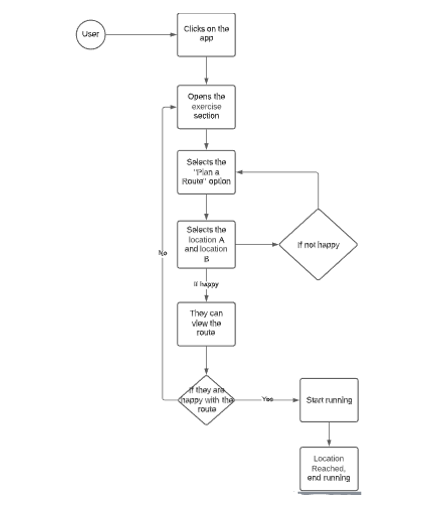 User
Clicks on the
app
Opens the
exercise
section
Selects the
"Plan a
Route" option
Selects the
location A
and location
B
If not happy
No
If happy
They can
view the
route
If they are
happy with the
route
Yes
Start running
Location
Reached,
end running